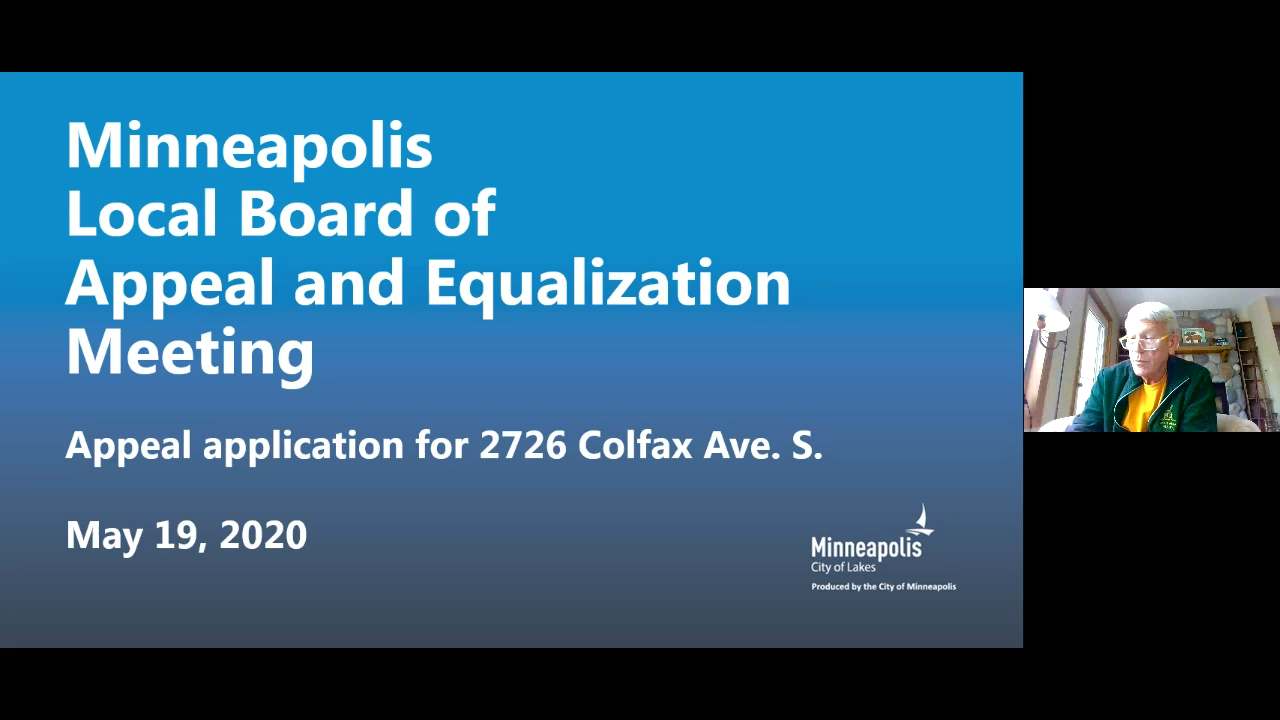 Minneapolis
Local Board of
Appeal and Equalization
Meeting
Appeal application for 2726 Colfax Ave. S.
May 19, 2020
Minneapolis
City of Lakes
Produced by the City of Minneapolis